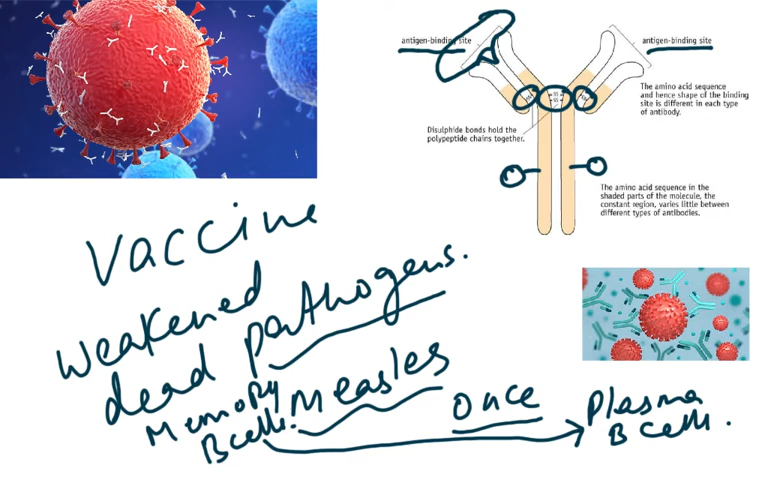 antigen-binding site
antigen-binding site
The amino acid sequence
and hence shape of the binding
site is different in each type
of antibody.
Disulphide bonds hold the
polypeptide chains together.
The amino acid sequence in the
shaded parts of the molecule, the
constant region, varies little between
different types of antibodies.
Vaccine
Weakened
dead pathogens.
Memory
B cells. Measles
Once
Plasma
B cell.